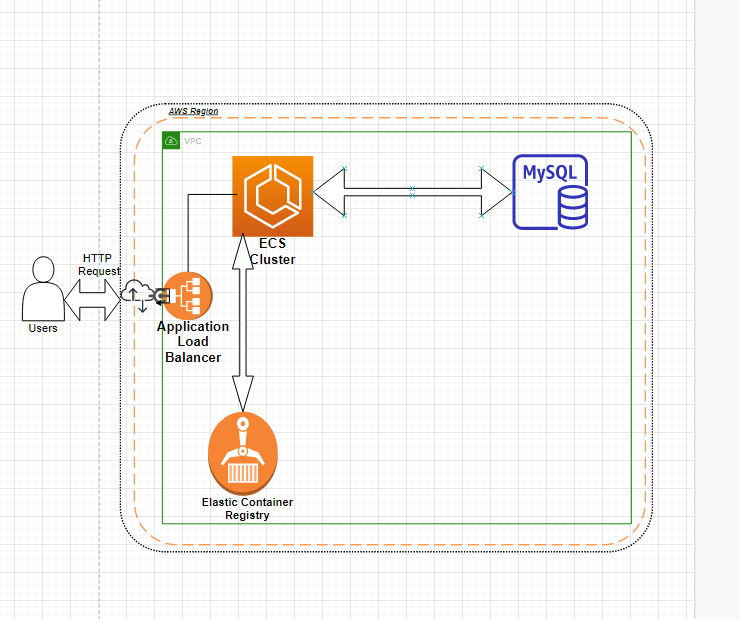 AWS Region
VPC
MySQL
ECS
Cluster
HTTP
Request
Users
Application
Load
Balancer
Elastic Container
Registry